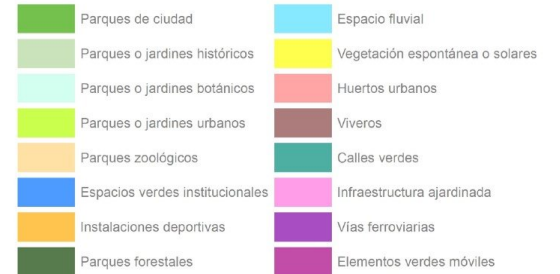 Parques de ciudad
Parques o jardines históricos
Parques o jardines botánicos
Parques o jardines urbanos
Parques zoológicos
Espacios verdes institucionales
Instalaciones deportivas
Parques forestales
Espacio fluvial
Vegetación espontánea o solares
Huertos urbanos
Viveros
Calles verdes
Infraestructura ajardinada
Vías ferroviarias
Elementos verdes móviles